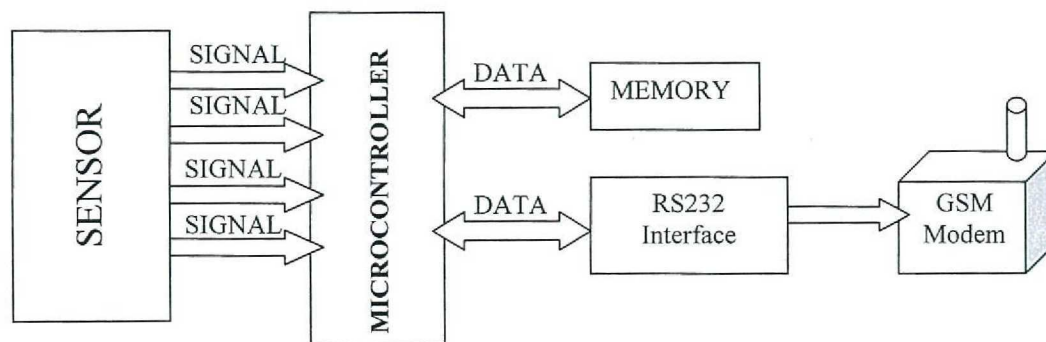 SENSOR
SIGNAL
SIGNAL
SIGNAL
SIGNAL
MICROCONTROLLER
DATA
MEMORY
DATA
RS232
Interface
GSM
Modem